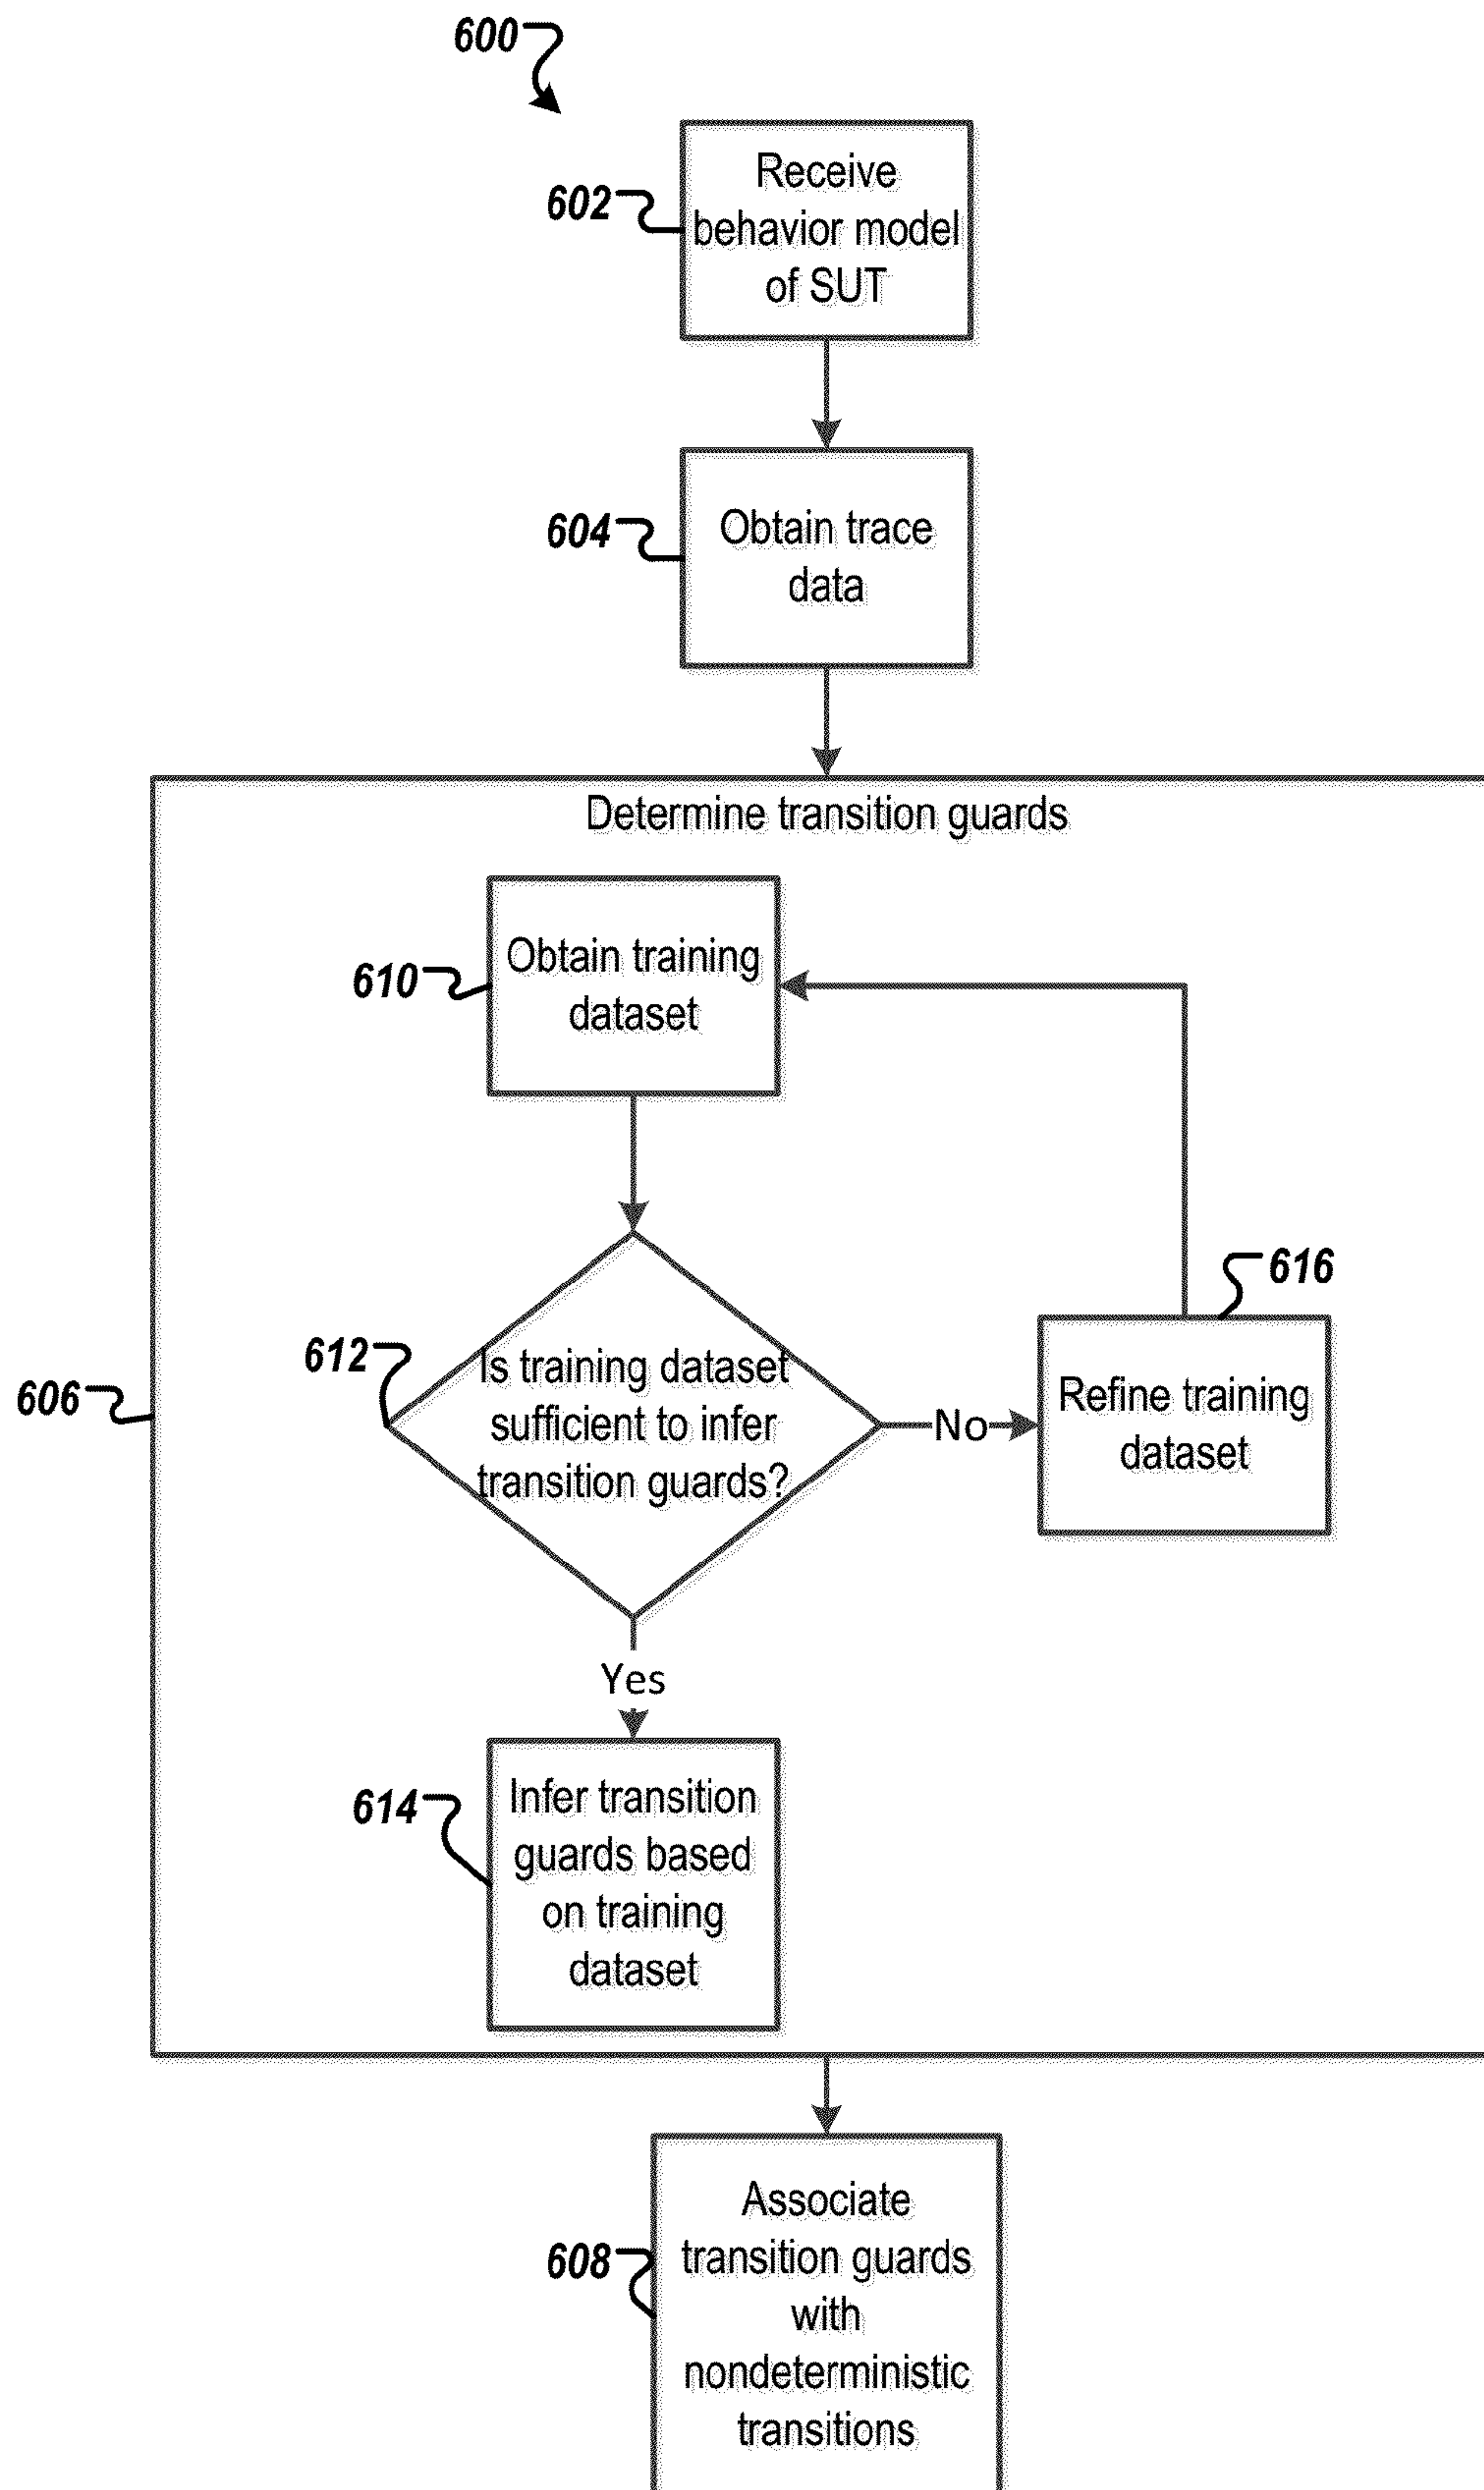 600
602
Receive
behavior model
of SUT
604
Obtain trace
data
606
Determine transition guards
610
Obtain training
dataset
612
Is training dataset
sufficient to infer
transition guards?
No
616
Refine training
dataset
Yes
614
Infer transition
guards based
on training
dataset
608
Associate
transition guards
with
nondeterministic
transitions